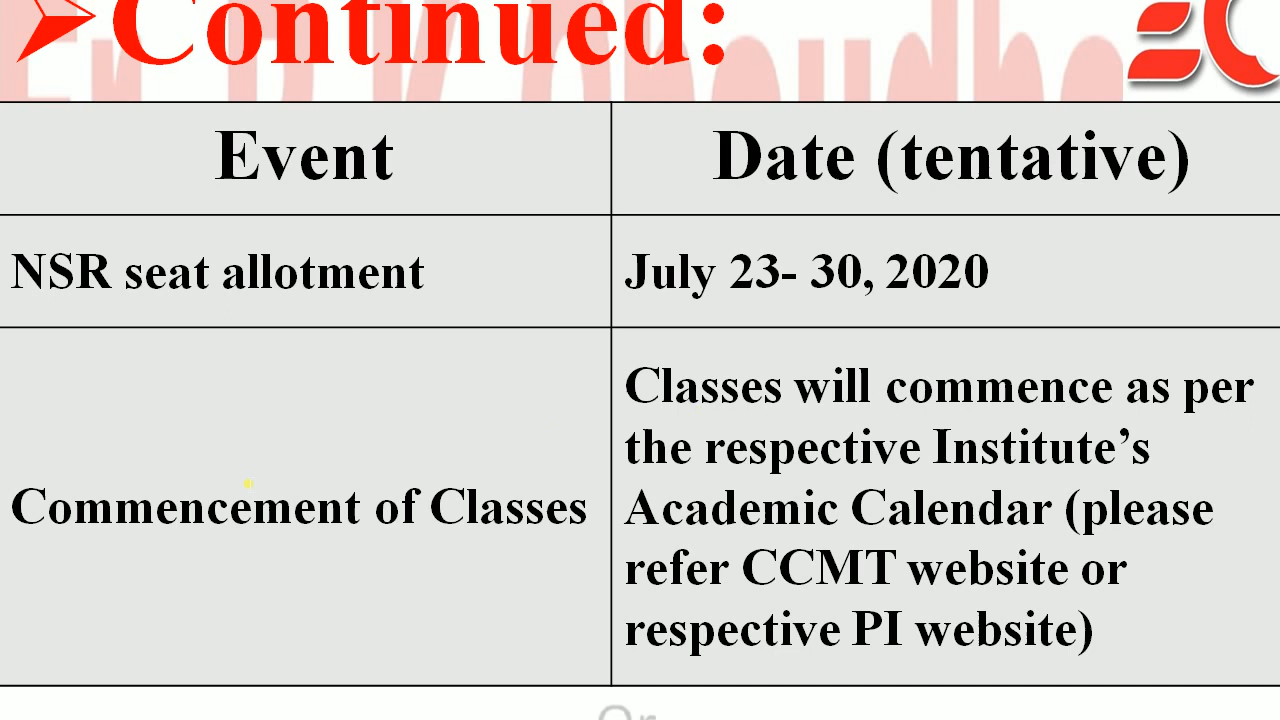 Continued:
Event
Date (tentative)
NSR seat allotment
July 23- 30, 2020
Commencement of Classes
Classes will commence as per
the respective Institute’s
Academic Calendar (please
refer CCMT website or
respective PI website)